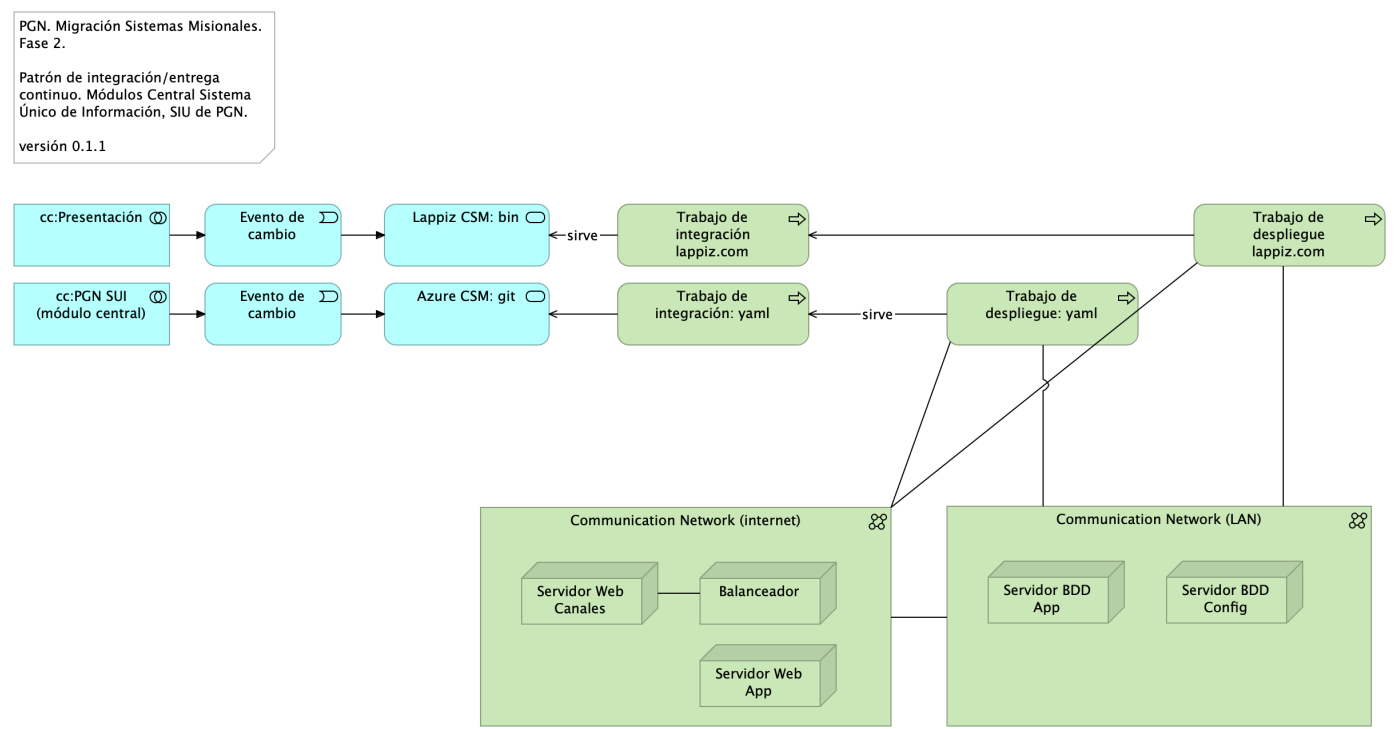 PGN. Migración Sistemas Misionales.
Fase 2.
Patrón de integración/entrega
continuo. Módulos Central Sistema
Único de Información, SIU de PGN.
versión 0.1.1
cc:Presentación
Evento de
cambio
Lappiz CSM: bin
sirve
Trabajo de
integración
lappiz.com
Trabajo de
despliegue
lappiz.com
cc:PGN SUI
(módulo central)
Evento de
cambio
Azure CSM: git
Trabajo de
integración: yaml
sirve
Trabajo de
despliegue: yaml
Communication Network (internet)
Servidor Web
Canales
Balanceador
Servidor Web
App
Communication Network (LAN)
Servidor BDD
App
Servidor BDD
Config